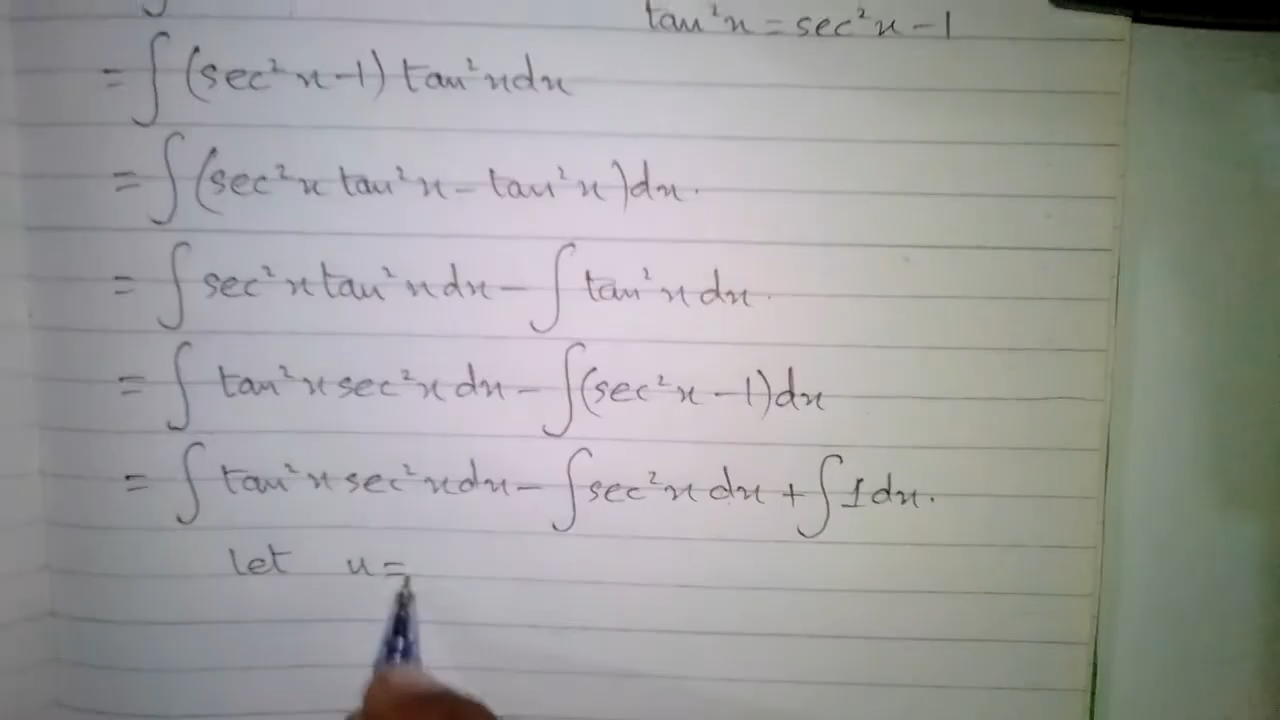 tan²x = sec²x - 1
= ∫ (sec²x - 1) tan²x dx
= ∫ (sec²x tan²x - tan²x) dx.
= ∫ sec²x tan²x dx - ∫ tan²x dx.
= ∫ tan²x sec²x dx - ∫ (sec²x - 1) dx
= ∫ tan²x sec²x dx - ∫ sec²x dx + ∫ 1 dx.
let u =